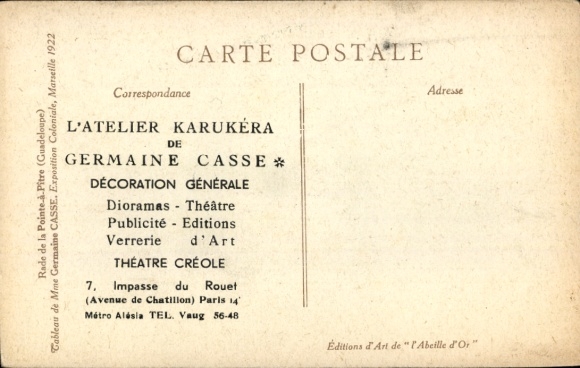 CARTE POSTALE
Correspondance
Adresse
L'ATELIER KARUKÉRA
DE
GERMAINE CASSE *
DÉCORATION GÉNÉRALE
Dioramas - Théâtre
Publicité - Editions
Verrerie d'Art
THÉATRE CRÉOLE
7, Impasse du Rouet
(Avenue de Chatillon) Paris 14ᵉ
Métro Alésia TEL. Vaug 56-48
Rade de la Pointe-à-Pitre (Guadeloupe)
Tableau de Mme Germaine CASSE. Exposition Coloniale, Marseille 1922
Éditions d'Art de "l'Abeille d'Or"